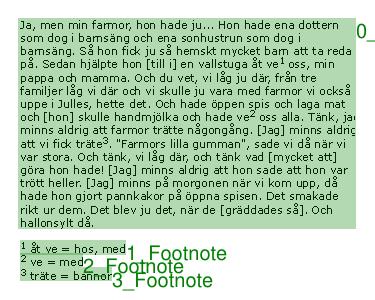 Ja, men min farmor, hon hade ju... Hon hade ena dottern
som dog i barnsäng och ena sonhustrun som dog i
barnsäng. Så hon fick ju så hemskt mycket barn att ta reda
på. Sedan hjälpte hon [till i] en vallstuga åt ve¹ oss, min
pappa och mamma. Och du vet, vi låg ju där, från tre
familjer låg vi där och vi skulle ju vara med farmor vi också
uppe i Julles, hette det. Och hade öppen spis och laga mat
och [hon] skulle handmjölka och hade ve² oss alla. Tänk,
minns aldrig att farmor trätte någongång. [Jag] minns aldrig
att vi fick träte³. "Farmors lilla gumman", sade vi då när vi
var stora. Och tänk, vi låg där, och tänk vad [mycket att]
göra hon hade! [Jag] minns aldrig att hon sade att hon var
trött heller. [Jag] minns på morgonen när vi kom upp, då
hade hon gjort pannkakor på öppna spisen. Det smakade
rikt ur dem. Det blev ju det, när de [gräddades så]. Och
hallonsylt då.
0_
¹ åt ve = hos, med
1_Footnote
² ve = med
2_Footnote
³ träte = bannor
3_Footnote